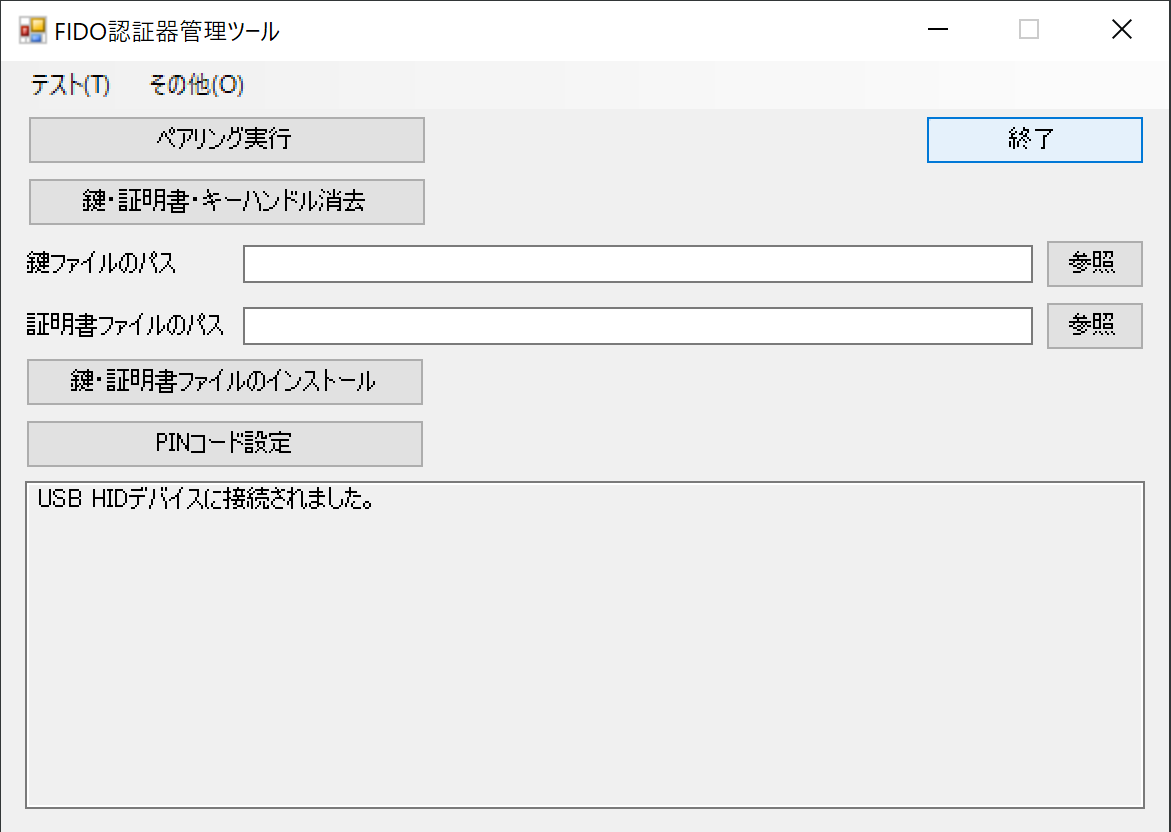 FIDO認証器管理ツール
テスト(T) その他(O)
ペアリング実行 終了
鍵・証明書・キーハンドル消去
鍵ファイルのパス 参照
証明書ファイルのパス 参照
鍵・証明書ファイルのインストール
PINコード設定
USB HIDデバイスに接続されました。